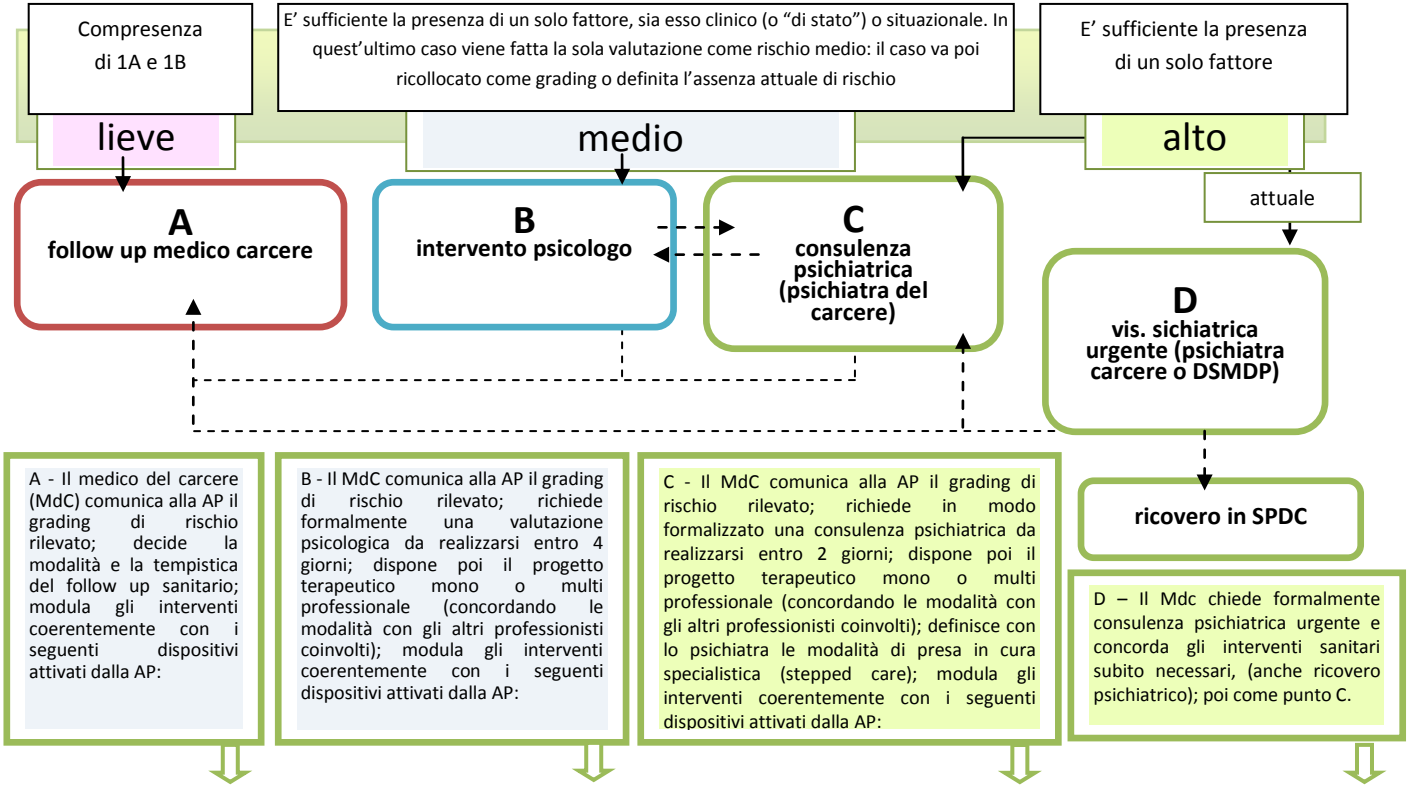 Compresenza
di 1A e 1B
E’ sufficiente la presenza di un solo fattore, sia esso clinico (o “di stato”) o situazionale. In
quest’ultimo caso viene fatta la sola valutazione come rischio medio: il caso va poi
ricollocato come grading o definita l’assenza attuale di rischio
E’ sufficiente la presenza
di un solo fattore
lieve
medio
alto
attuale
A
follow up medico carcere
B
intervento psicologo
C
consulenza
psichiatrica
(psichiatra del
carcere)
D
vis. sichiatrica
urgente (psichiatra
carcere o DSMDP)
ricovero in SPDC
A - Il medico del carcere
(MdC) comunica alla AP il
grading di rischio
rilevato; decide la
modalità e la tempistica
del follow up sanitario;
modula gli interventi
coerentemente con i
seguenti dispositivi
attivati dalla AP:
B - Il MdC comunica alla AP il grading
di rischio rilevato; richiede
formalmente una valutazione
psicologica da realizzarsi entro 4
giorni; dispone poi il progetto
terapeutico mono o multi
professionale (concordando le
modalità con gli altri professionisti
coinvolti); modula gli interventi
coerentemente con i seguenti
dispositivi attivati dalla AP:
C - Il MdC comunica alla AP il grading di
rischio rilevato; richiede in modo
formalizzato una consulenza psichiatrica da
realizzarsi entro 2 giorni; dispone poi il
progetto terapeutico mono o multi
professionale (concordando le modalità con
gli altri professionisti coinvolti); definisce con
lo psichiatra le modalità di presa in cura
specialistica (stepped care); modula gli
interventi coerentemente con i seguenti
dispositivi attivati dalla AP:
D – Il Mdc chiede formalmente
consulenza psichiatrica urgente e
concorda gli interventi sanitari
subito necessari, (anche ricovero
psichiatrico); poi come punto C.